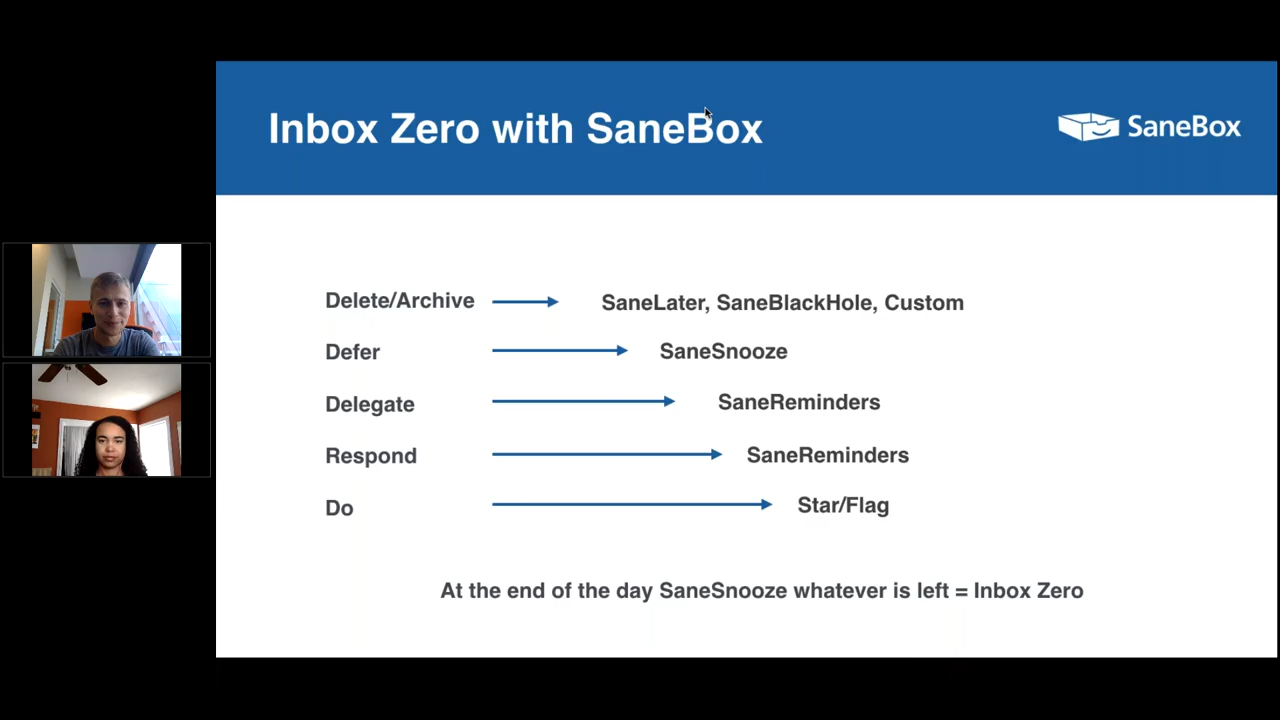 Inbox Zero with SaneBox
SaneBox
Delete/Archive SaneLater, SaneBlackHole, Custom
Defer SaneSnooze
Delegate SaneReminders
Respond SaneReminders
Do Star/Flag
At the end of the day SaneSnooze whatever is left = Inbox Zero